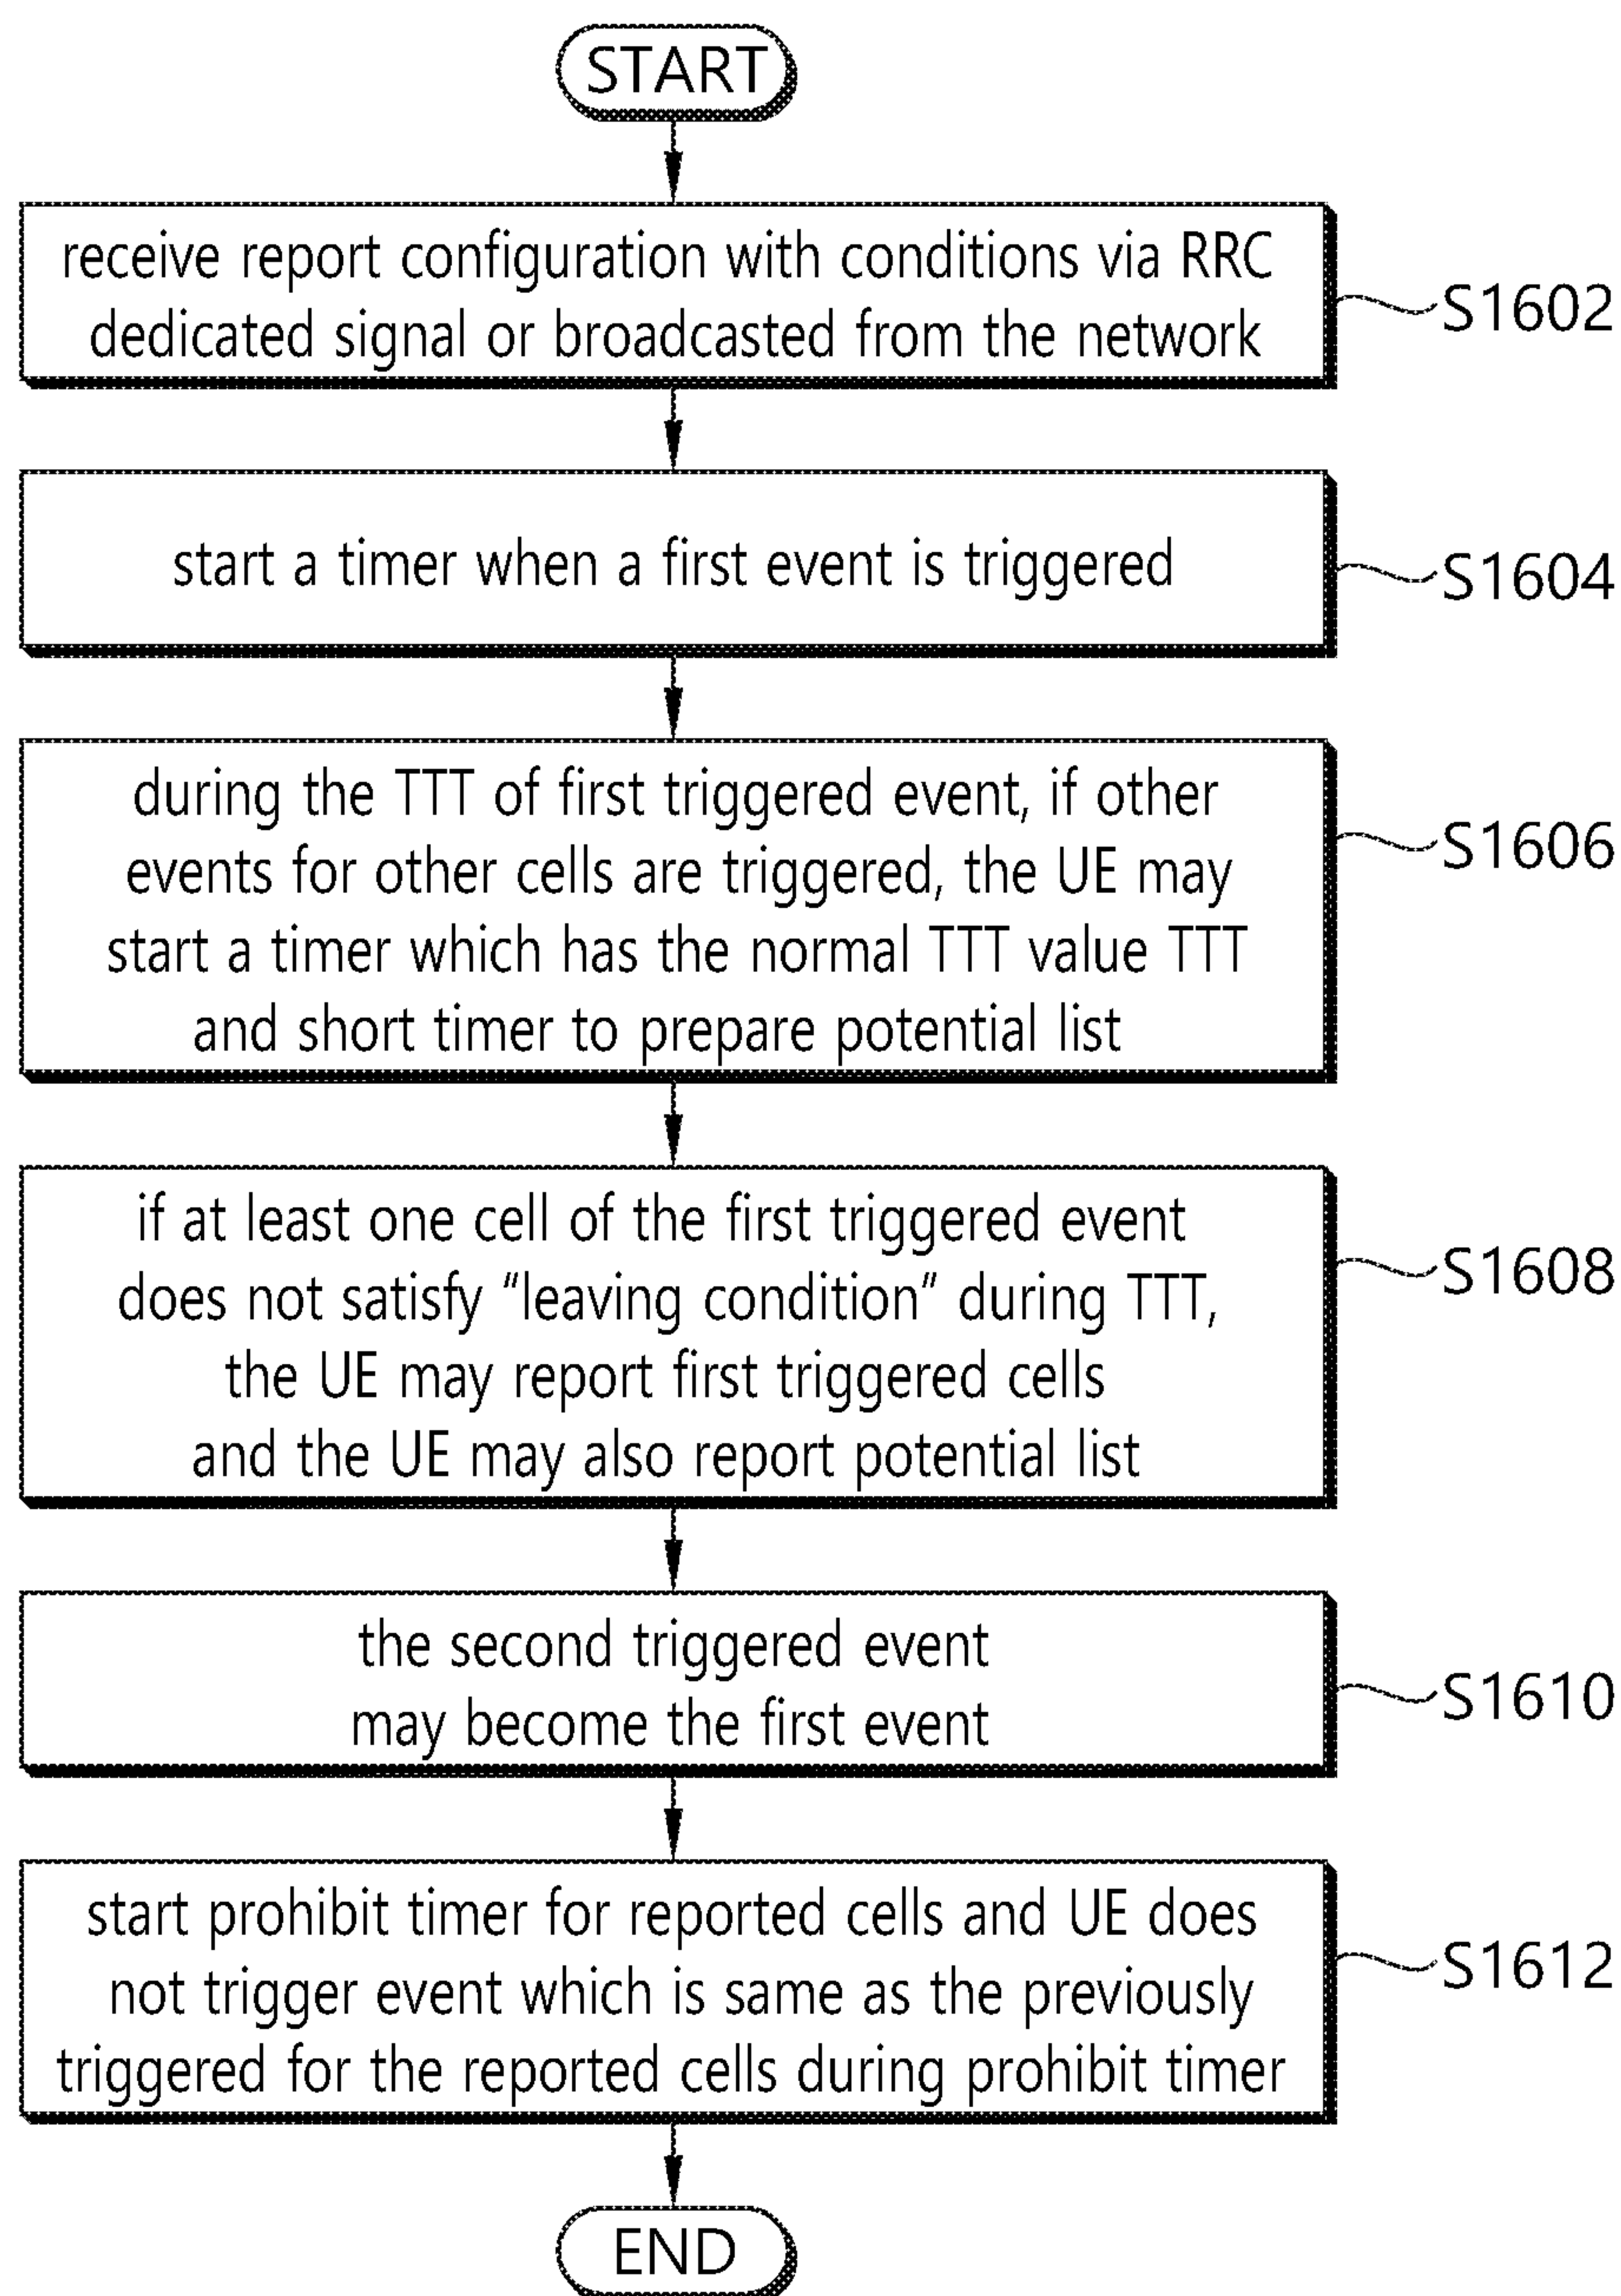 START
receive report configuration with conditions via RRC
dedicated signal or broadcasted from the network
S1602
start a timer when a first event is triggered
S1604
during the TTT of first triggered event, if other
events for other cells are triggered, the UE may
start a timer which has the normal TTT value TTT
and short timer to prepare potential list
S1606
if at least one cell of the first triggered event
does not satisfy “leaving condition” during TTT,
the UE may report first triggered cells
and the UE may also report potential list
S1608
the second triggered event
may become the first event
S1610
start prohibit timer for reported cells and UE does
not trigger event which is same as the previously
triggered for the reported cells during prohibit timer
S1612
END